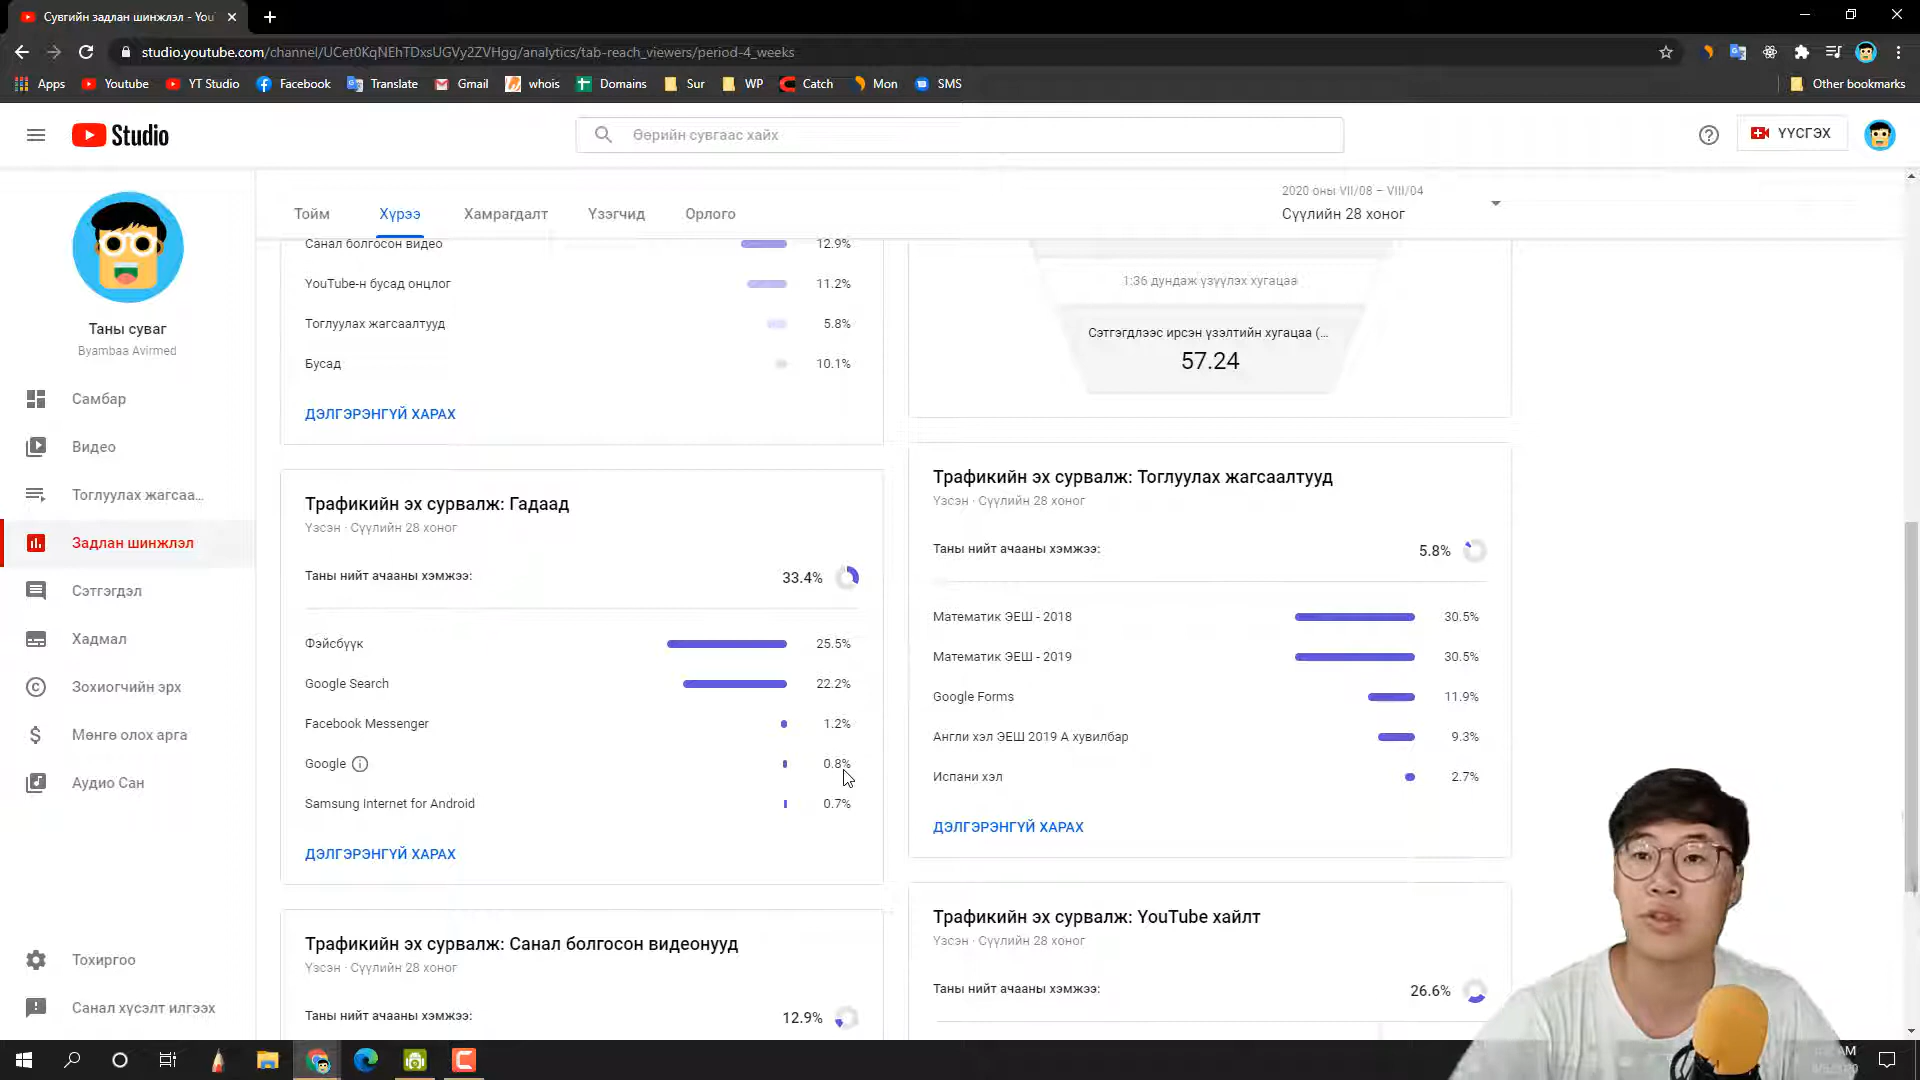 Сувгийн задлан шинжлэл - You
studio.youtube.com/channel/UCet0KqNEhTDxsUGVy2ZVHgg/analytics/tab-reach_viewers/period-4_weeks
Apps Youtube YT Studio Facebook Translate Gmail whois Domains Sur WP Catch Mon SMS Other bookmarks
Studio
Өөрийн сувгаас хайх
ҮҮСГЭХ
Таны суваг
Byambaa Avirmed
Самбар
Видео
Тоглуулах жагсаа...
Задлан шинжлэл
Сэтгэгдэл
Хадмал
Зохиогчийн эрх
Мөнгө олох арга
Аудио Сан
Тохиргоо
Санал хүсэлт илгээх
Тойм Хүрээ Хамрагдалт Үзэгчид Орлого
2020 оны VII/08 – VIII/04
Сүүлийн 28 хоног
Санал болгосон видео 12.9%
YouTube-н бусад онцлог 11.2%
Тоглуулах жагсаалтууд 5.8%
Бусад 10.1%
ДЭЛГЭРЭНГҮЙ ХАРАХ
1:36 дундаж үзүүлэх хугацаа
Сэтгэгдлээс ирсэн үзэлтийн хугацаа (...
57.24
Трафикийн эх сурвалж: Гадаад
Үзсэн · Сүүлийн 28 хоног
Таны нийт ачааны хэмжээ: 33.4%
Фэйсбүүк 25.5%
Google Search 22.2%
Facebook Messenger 1.2%
Google 0.8%
Samsung Internet for Android 0.7%
ДЭЛГЭРЭНГҮЙ ХАРАХ
Трафикийн эх сурвалж: Тоглуулах жагсаалтууд
Үзсэн · Сүүлийн 28 хоног
Таны нийт ачааны хэмжээ: 5.8%
Математик ЭЕШ - 2018 30.5%
Математик ЭЕШ - 2019 30.5%
Google Forms 11.9%
Англи хэл ЭЕШ 2019 А хувилбар 9.3%
Испани хэл 2.7%
ДЭЛГЭРЭНГҮЙ ХАРАХ
Трафикийн эх сурвалж: Санал болгосон видеонууд
Үзсэн · Сүүлийн 28 хоног
Таны нийт ачааны хэмжээ: 12.9%
Трафикийн эх сурвалж: YouTube хайлт
Үзсэн · Сүүлийн 28 хоног
Таны нийт ачааны хэмжээ: 26.6%